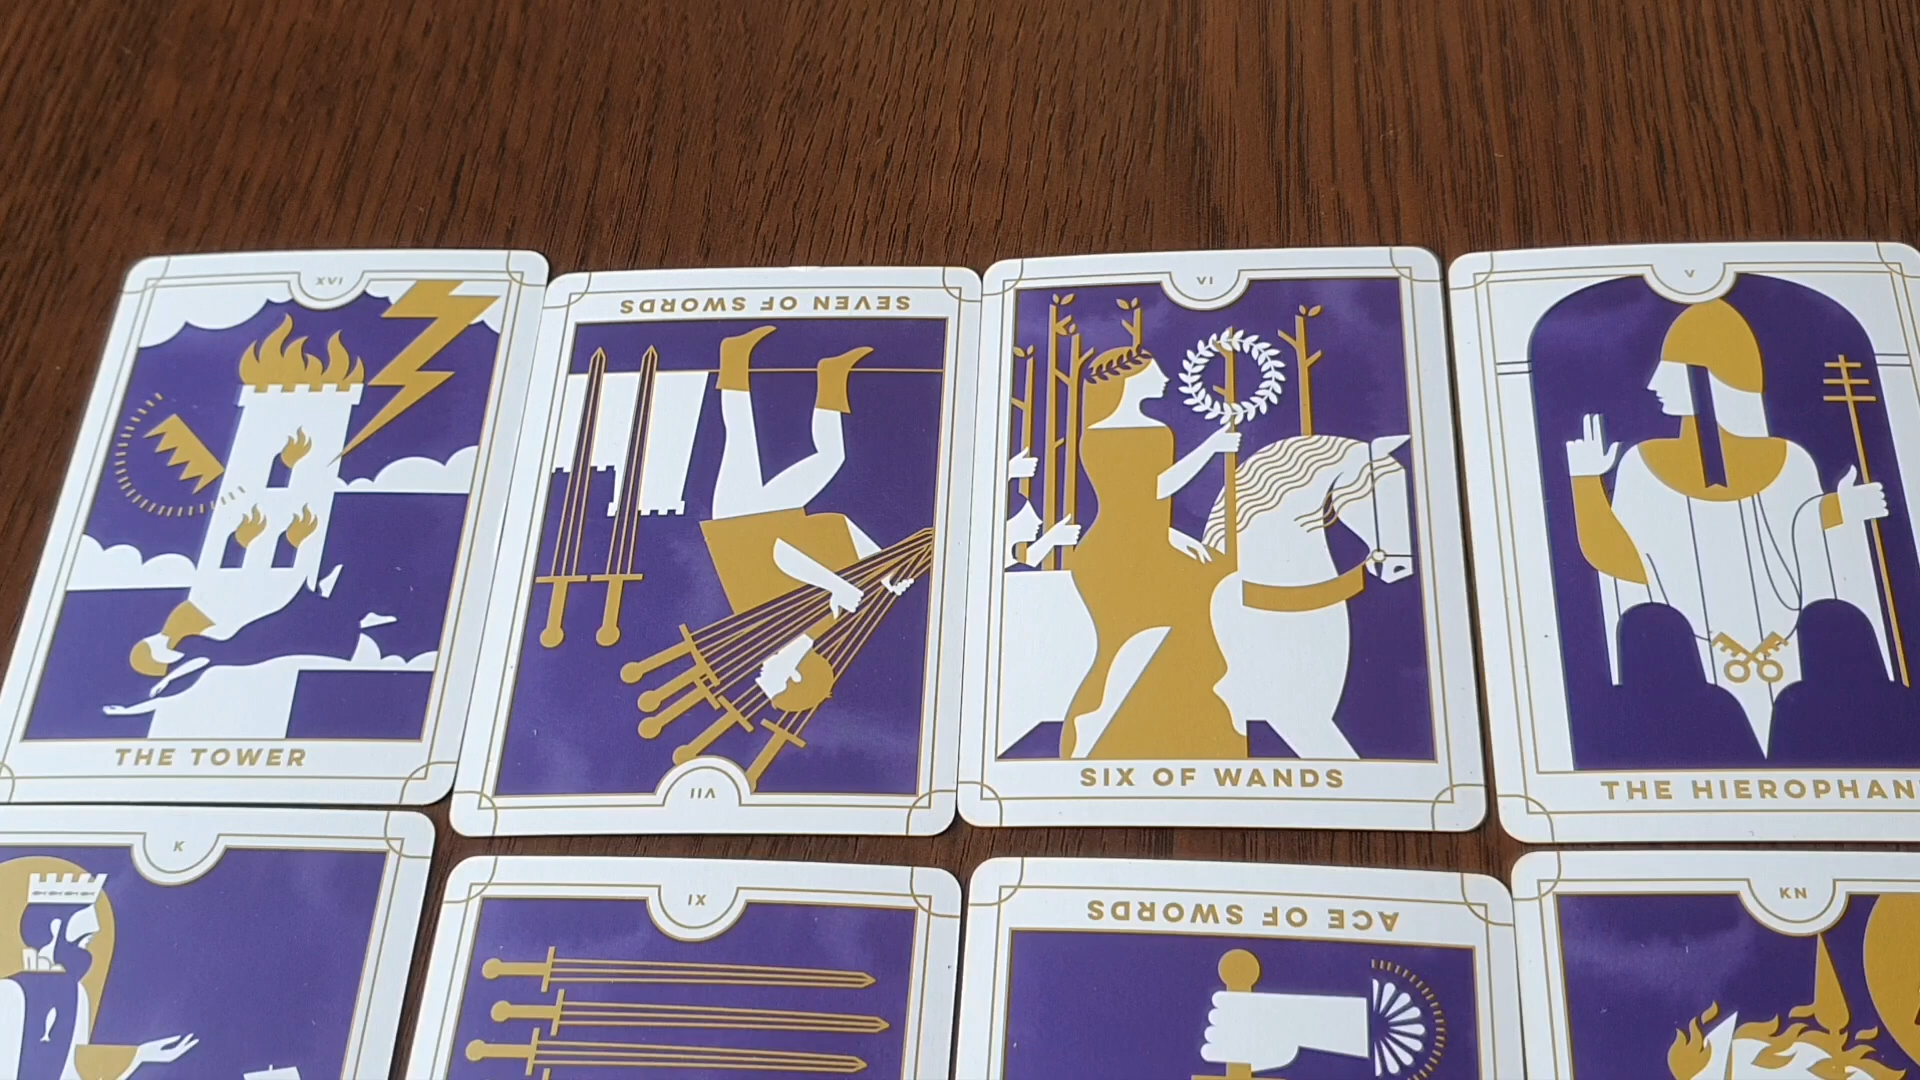 XVI
THE TOWER
SEVEN OF SWORDS
VII
VI
SIX OF WANDS
V
THE HIEROPHAN
K
IX
ACE OF SWORDS
KN